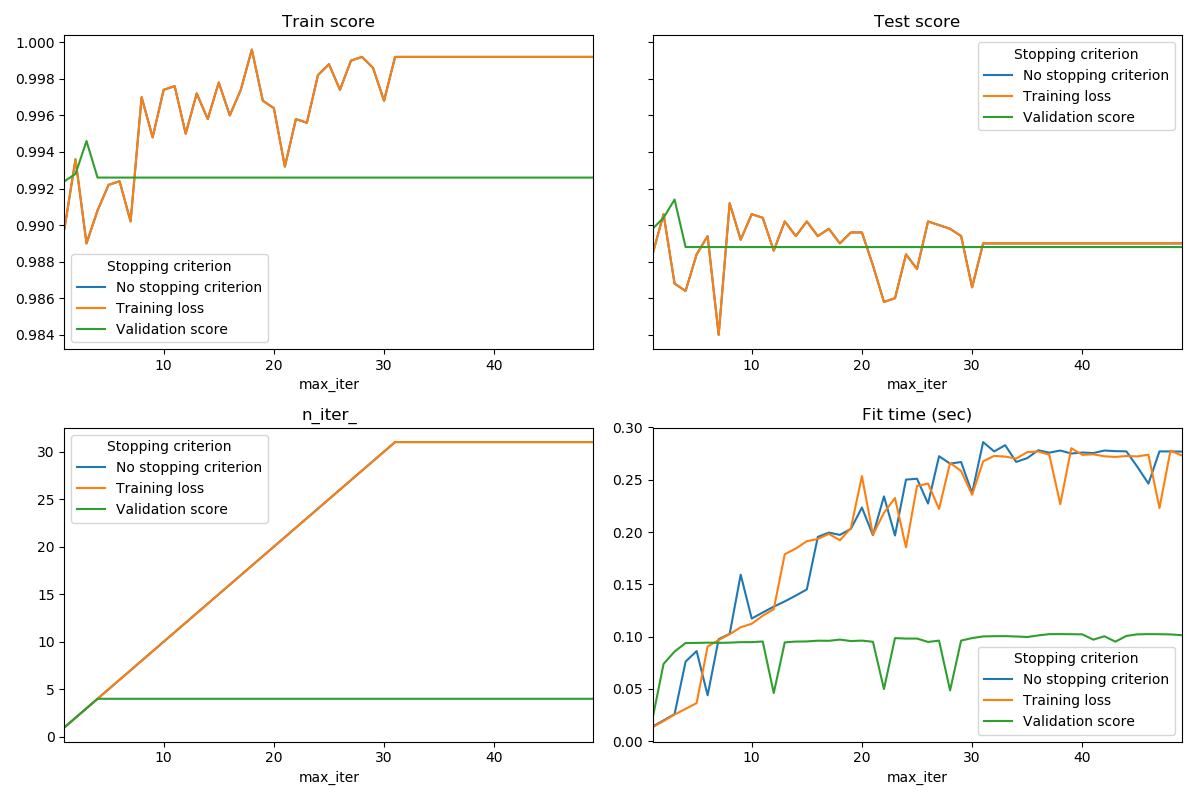 Train score
1.000
0.998
0.996
0.994
0.992
0.990
0.988
0.986
0.984
Stopping criterion
No stopping criterion
Training loss
Validation score
10
20
30
40
max_iter
Test score
Stopping criterion
No stopping criterion
Training loss
Validation score
10
20
30
40
max_iter
n_iter_
30
25
20
15
10
5
0
Stopping criterion
No stopping criterion
Training loss
Validation score
10
20
30
40
max_iter
Fit time (sec)
0.30
0.25
0.20
0.15
0.10
0.05
0.00
Stopping criterion
No stopping criterion
Training loss
Validation score
10
20
30
40
max_iter